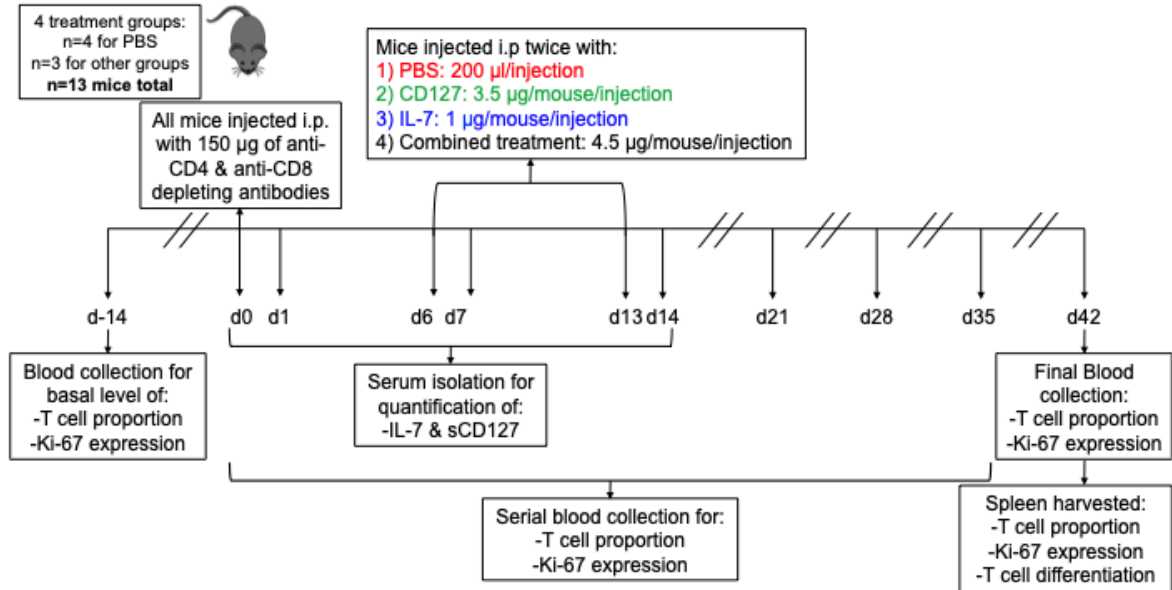 4 treatment groups:
n=4 for PBS
n=3 for other groups
n=13 mice total
All mice injected i.p.
with 150 µg of anti-
CD4 & anti-CD8
depleting antibodies
Mice injected i.p twice with:
1) PBS: 200 µl/injection
2) CD127: 3.5 µg/mouse/injection
3) IL-7: 1 µg/mouse/injection
4) Combined treatment: 4.5 µg/mouse/injection
d-14 d0 d1 d6 d7 d13 d14 d21 d28 d35 d42
Blood collection for
basal level of:
-T cell proportion
-Ki-67 expression
Serum isolation for
quantification of:
-IL-7 & sCD127
Final Blood
collection:
-T cell proportion
-Ki-67 expression
Serial blood collection for:
-T cell proportion
-Ki-67 expression
Spleen harvested:
-T cell proportion
-Ki-67 expression
-T cell differentiation